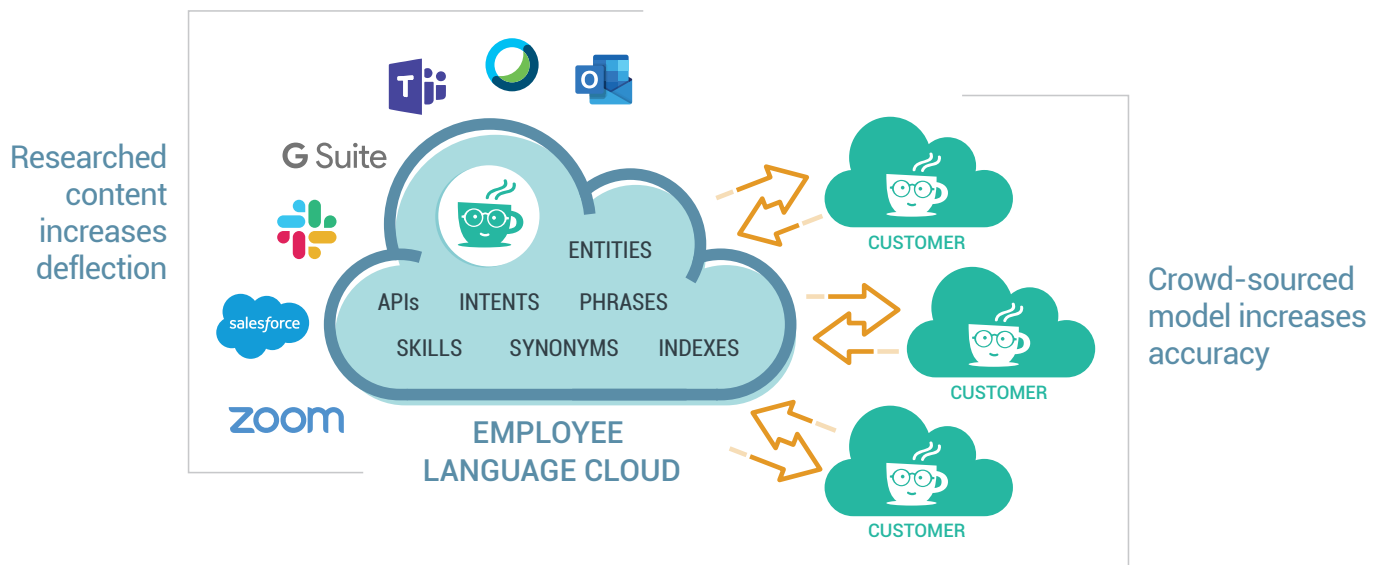 T
O
G Suite
Researched
content
increases
deflection
salesforce
zoom
ENTITIES
APIs INTENTS PHRASES
SKILLS SYNONYMS INDEXES
EMPLOYEE
LANGUAGE CLOUD
CUSTOMER
CUSTOMER
CUSTOMER
Crowd-sourced
model increases
accuracy